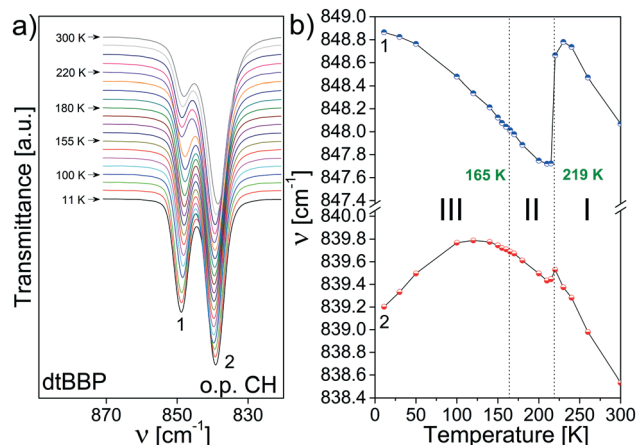 a)
300 K
220 K
180 K
155 K
100 K
11 K
Transmittance [a.u.]
1
2
dtBBP
o.p. CH
870
850
830
ν [cm⁻¹]
b)
849.0
848.8
848.6
848.4
848.2
848.0
847.8
847.6
847.4
840.0
839.8
839.6
839.4
839.2
839.0
838.8
838.6
838.4
ν [cm⁻¹]
1
165 K
219 K
III
II
I
2
0
50
100
150
200
250
300
Temperature [K]